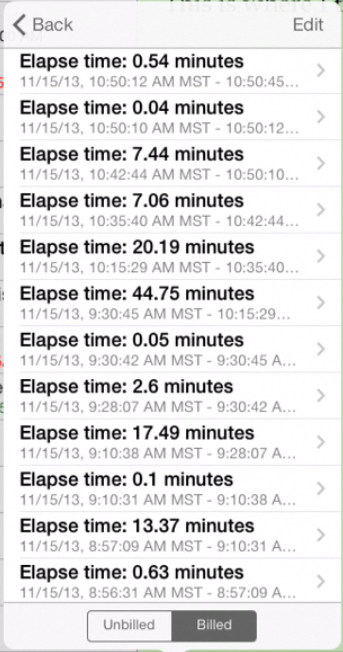 Back Edit
Elapse time: 0.54 minutes
11/15/13, 10:50:12 AM MST - 10:50:45...
Elapse time: 0.04 minutes
11/15/13, 10:50:10 AM MST - 10:50:12...
Elapse time: 7.44 minutes
11/15/13, 10:42:44 AM MST - 10:50:10...
Elapse time: 7.06 minutes
11/15/13, 10:35:40 AM MST - 10:42:44...
Elapse time: 20.19 minutes
11/15/13, 10:15:29 AM MST - 10:35:40...
Elapse time: 44.75 minutes
11/15/13, 9:30:45 AM MST - 10:15:29...
Elapse time: 0.05 minutes
11/15/13, 9:30:42 AM MST - 9:30:45 A...
Elapse time: 2.6 minutes
11/15/13, 9:28:07 AM MST - 9:30:42 A...
Elapse time: 17.49 minutes
11/15/13, 9:10:38 AM MST - 9:28:07 A...
Elapse time: 0.1 minutes
11/15/13, 9:10:31 AM MST - 9:10:38 A...
Elapse time: 13.37 minutes
11/15/13, 8:57:09 AM MST - 9:10:31 A...
Elapse time: 0.63 minutes
11/15/13, 8:56:31 AM MST - 8:57:09 A...
Unbilled Billed